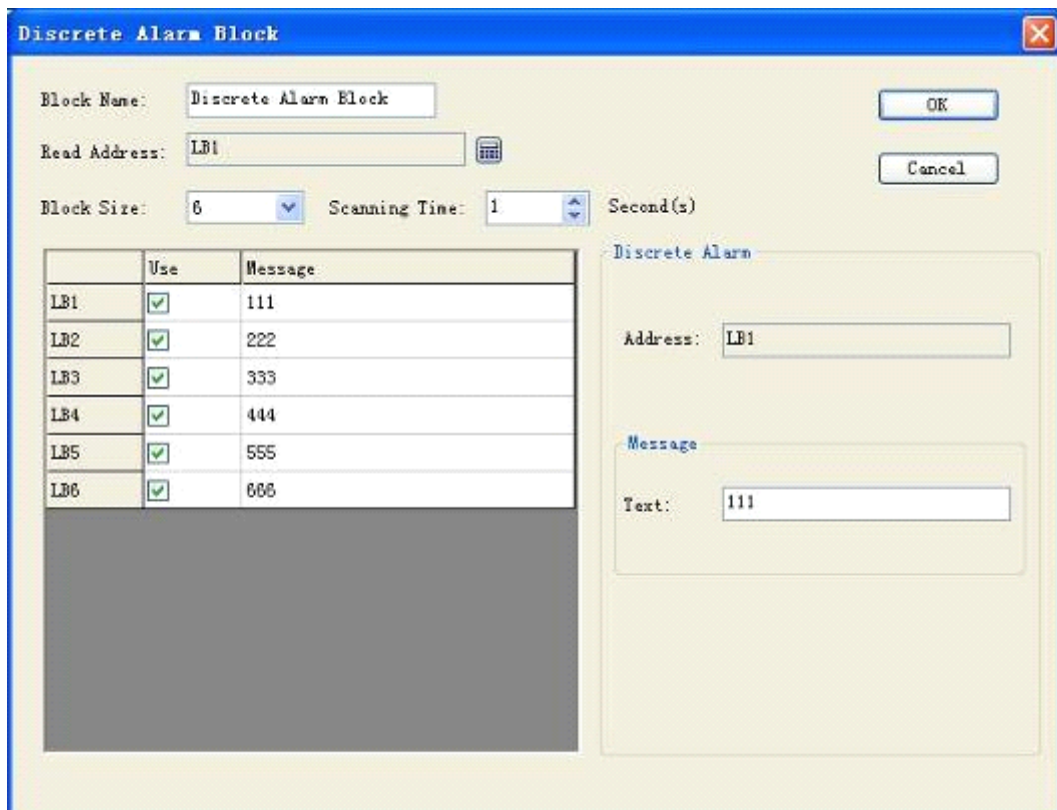 Discrete Alarm Block
Block Name: Discrete Alarm Block
OK
Read Address: LB1
Cancel
Block Size: 6 Scanning Time: 1 Second(s)
Use Message
LB1 111
LB2 222
LB3 333
LB4 444
LB5 555
LB6 666
Discrete Alarm
Address: LB1
Message
Text: 111